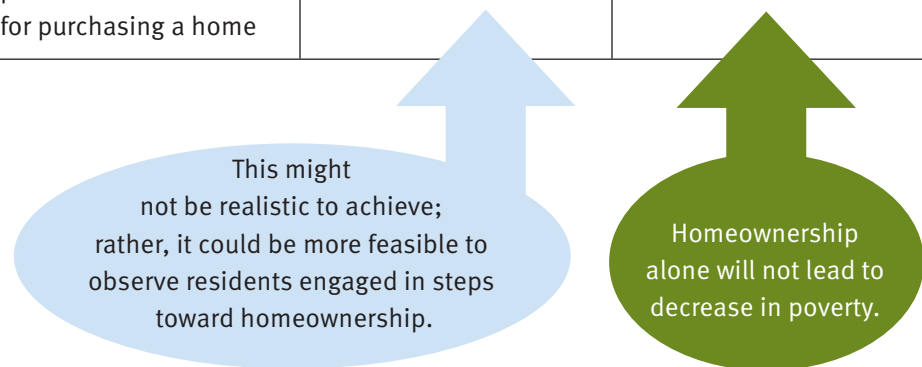 for purchasing a home
This might
not be realistic to achieve;
rather, it could be more feasible to
observe residents engaged in steps
toward homeownership.
Homeownership
alone will not lead to
decrease in poverty.